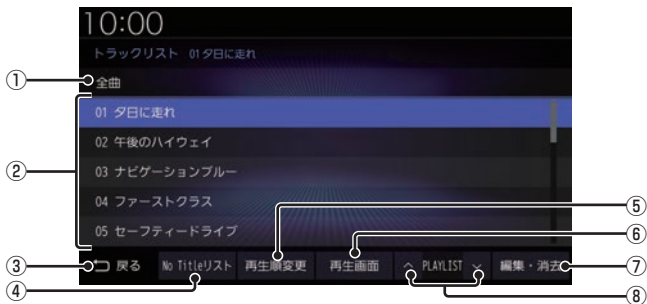 10:00
トラックリスト 01夕日に走れ
① 全曲
② 01 夕日に走れ
02 午後のハイウェイ
03 ナビゲーションブルー
04 ファーストクラス
05 セーフティードライブ
⑤
⑥
③ 戻る No Titleリスト 再生順変更 再生画面 PLAYLIST 編集・消去 ⑦
④ ⑧